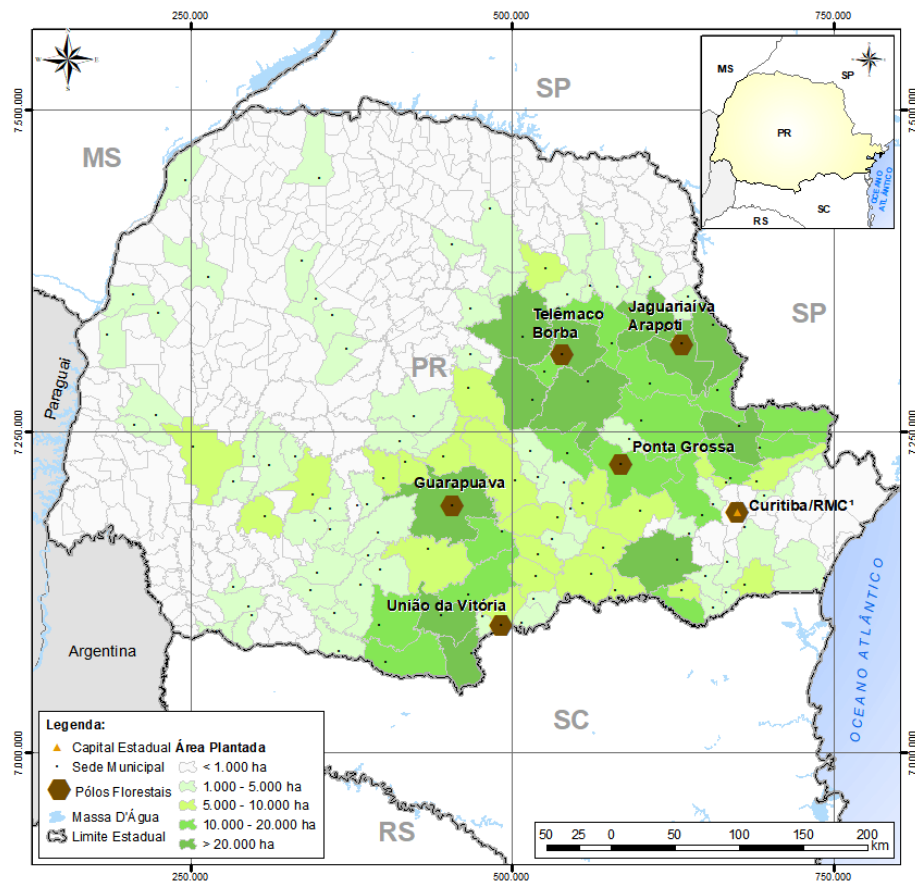 250.000
500.000
750.000
SP
MS
SP
PR
SC
RS
OCEANO
ATLÂNTICO
7.500.000
7.500.000
MS
SP
Telêmaco
Borba
Jaguariaíva
Arapoti
PR
Paraguai
7.250.000
7.250.000
Ponta Grossa
Guarapuava
Curitiba/RMC¹
União da Vitória
Argentina
OCEANO ATLÂNTICO
SC
RS
7.000.000
7.000.000
Legenda:
Capital Estadual
Sede Municipal
Pólos Florestais
Massa D'Água
Limite Estadual
Área Plantada
< 1.000 ha
1.000 - 5.000 ha
5.000 - 10.000 ha
10.000 - 20.000 ha
> 20.000 ha
50 25 0 50 100 150 200
km
250.000
500.000
750.000